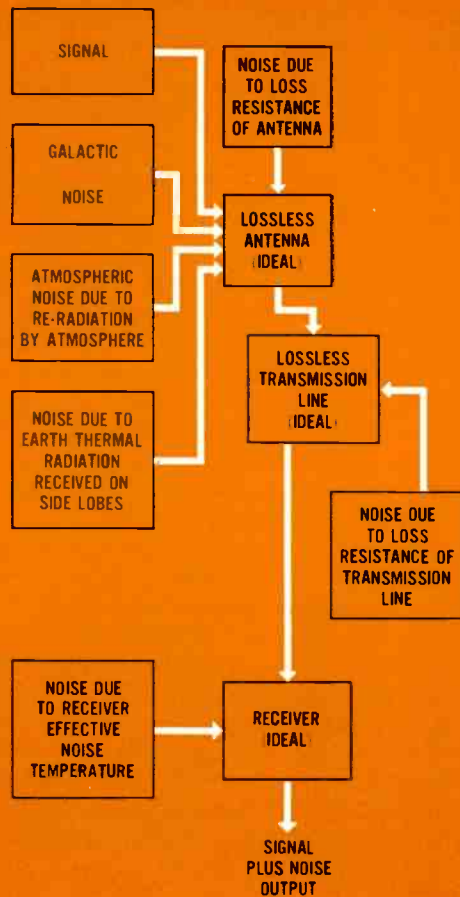 SIGNAL
NOISE DUE
TO LOSS
RESISTANCE
OF ANTENNA
GALACTIC
NOISE
LOSSLESS
ANTENNA
(IDEAL)
ATMOSPHERIC
NOISE DUE TO
RE-RADIATION
BY ATMOSPHERE
LOSSLESS
TRANSMISSION
LINE
(IDEAL)
NOISE DUE TO
EARTH THERMAL
RADIATION
RECEIVED ON
SIDE LOBES
NOISE DUE
TO LOSS
RESISTANCE OF
TRANSMISSION
LINE
NOISE DUE
TO RECEIVER
EFFECTIVE
NOISE
TEMPERATURE
RECEIVER
(IDEAL)
SIGNAL
PLUS NOISE
OUTPUT